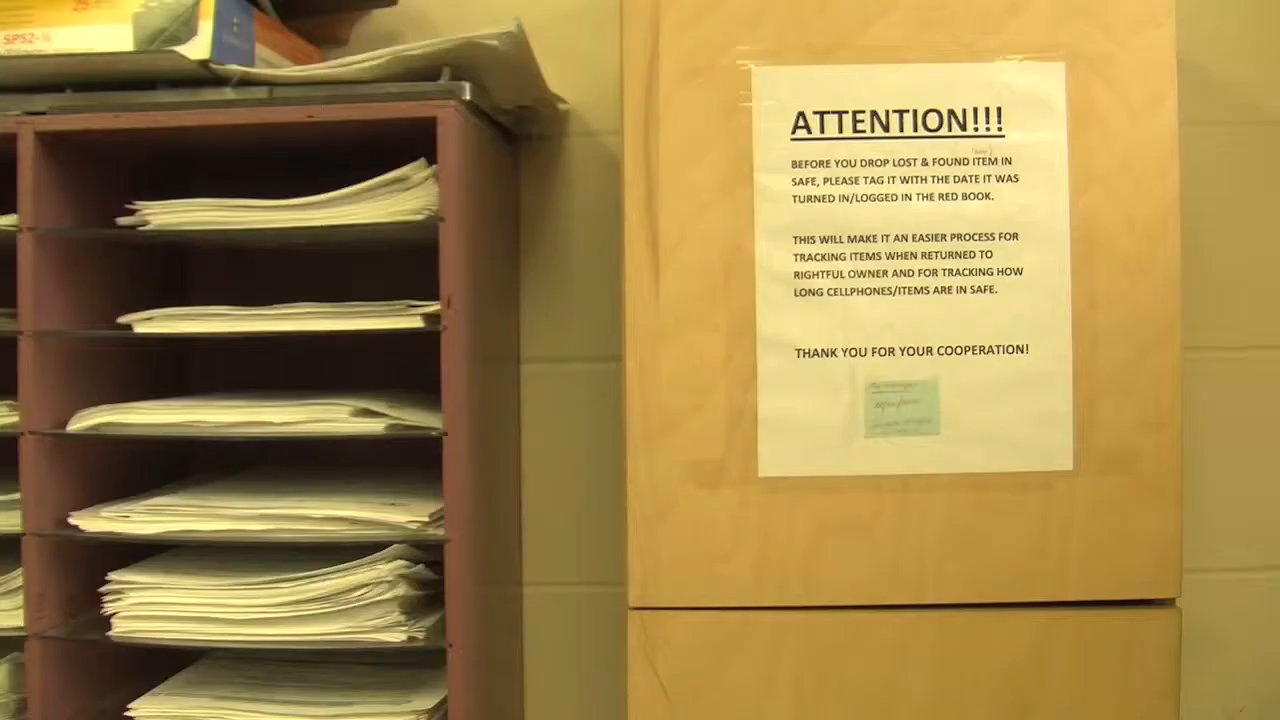 25
SPS2-
ATTENTION!!!
BEFORE YOU DROP LOST & FOUND ITEM IN
SAFE, PLEASE TAG IT WITH THE DATE IT WAS
TURNED IN/LOGGED IN THE RED BOOK.
THIS WILL MAKE IT AN EASIER PROCESS FOR
TRACKING ITEMS WHEN RETURNED TO
RIGHTFUL OWNER AND FOR TRACKING HOW
LONG CELLPHONES/ITEMS ARE IN SAFE.
THANK YOU FOR YOUR COOPERATION!